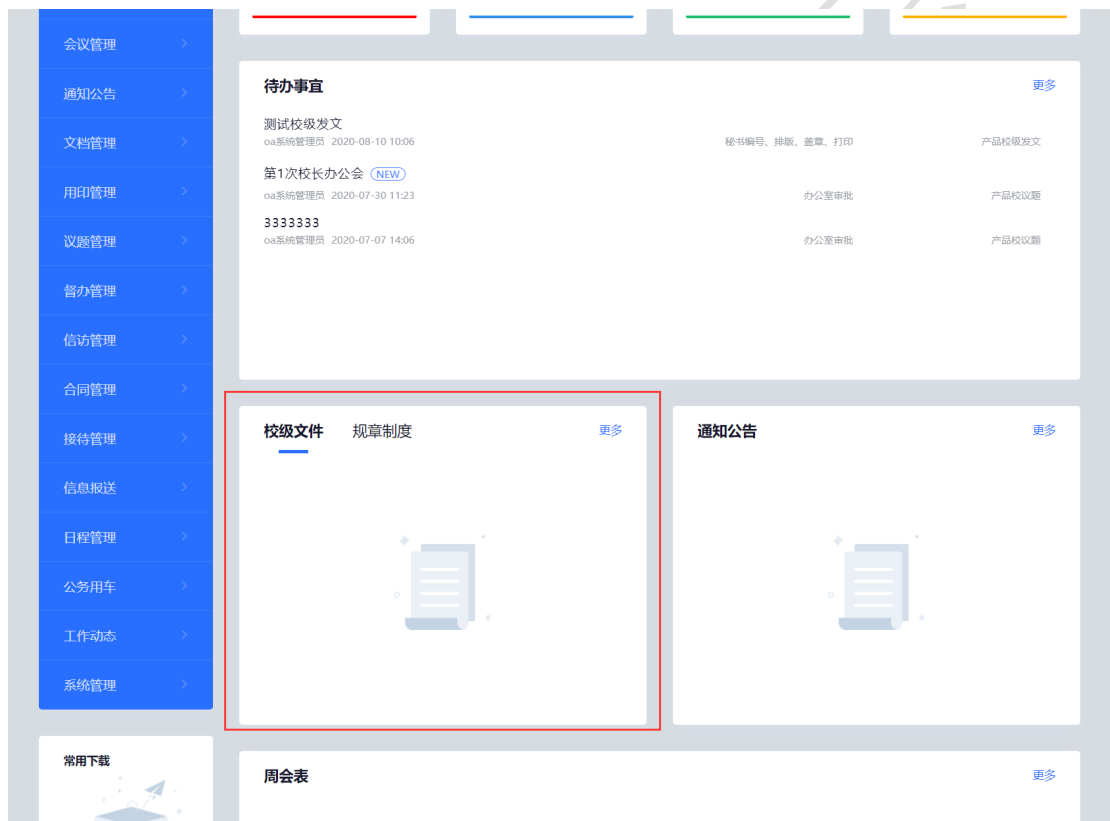 会议管理
通知公告
文档管理
用印管理
议题管理
督办管理
信访管理
合同管理
接待管理
信息报送
日程管理
公务用车
工作动态
系统管理
常用下载
待办事宜 更多
测试校级发文
oa系统管理员 2020-08-10 10:06 秘书编号、排版、盖章、打印 产品校级发文
第1次校长办公会 NEW
oa系统管理员 2020-07-30 11:23 办公室审批 产品校议题
3333333
oa系统管理员 2020-07-07 14:06 办公室审批 产品校议题
校级文件 规章制度 更多
通知公告 更多
周会表 更多